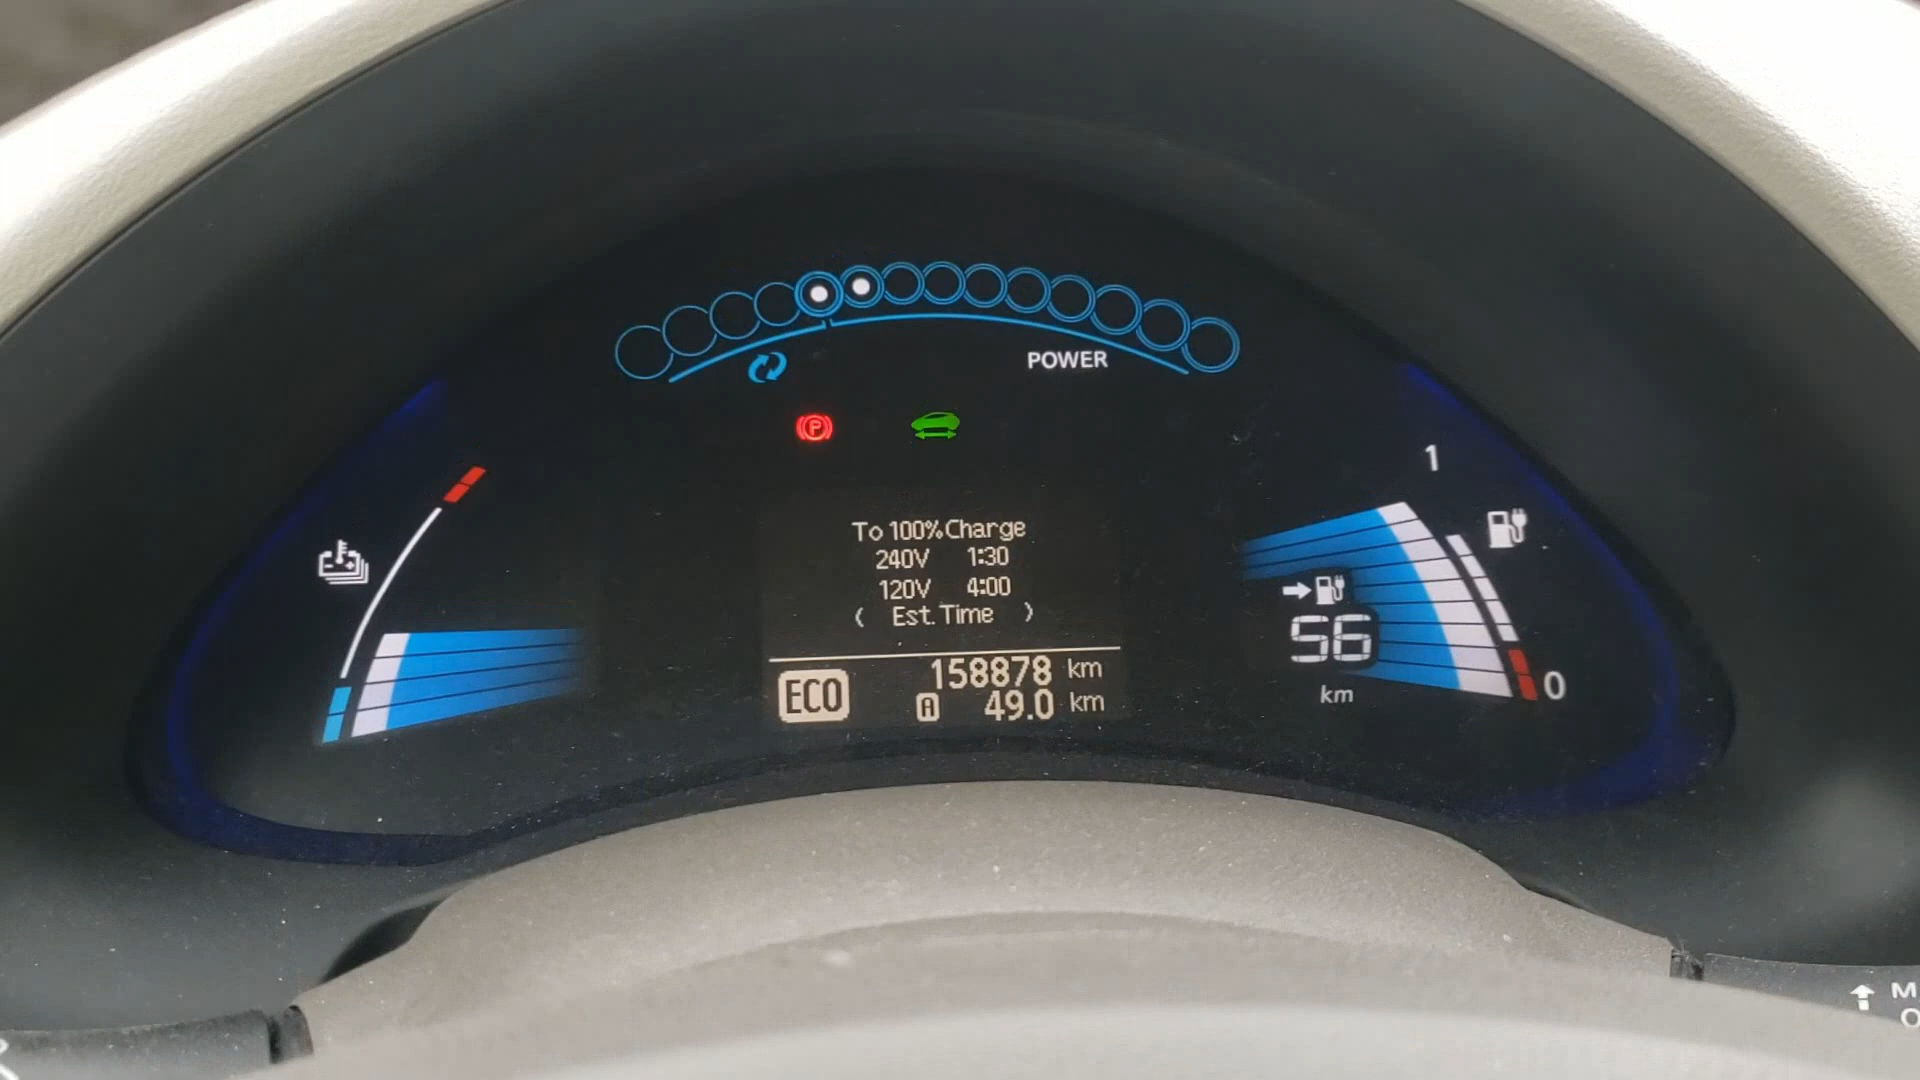 POWER
P
1
To 100% Charge
240V 1:30
120V 4:00
( Est. Time )
56
km
0
ECO
158878 km
A 49.0 km
M